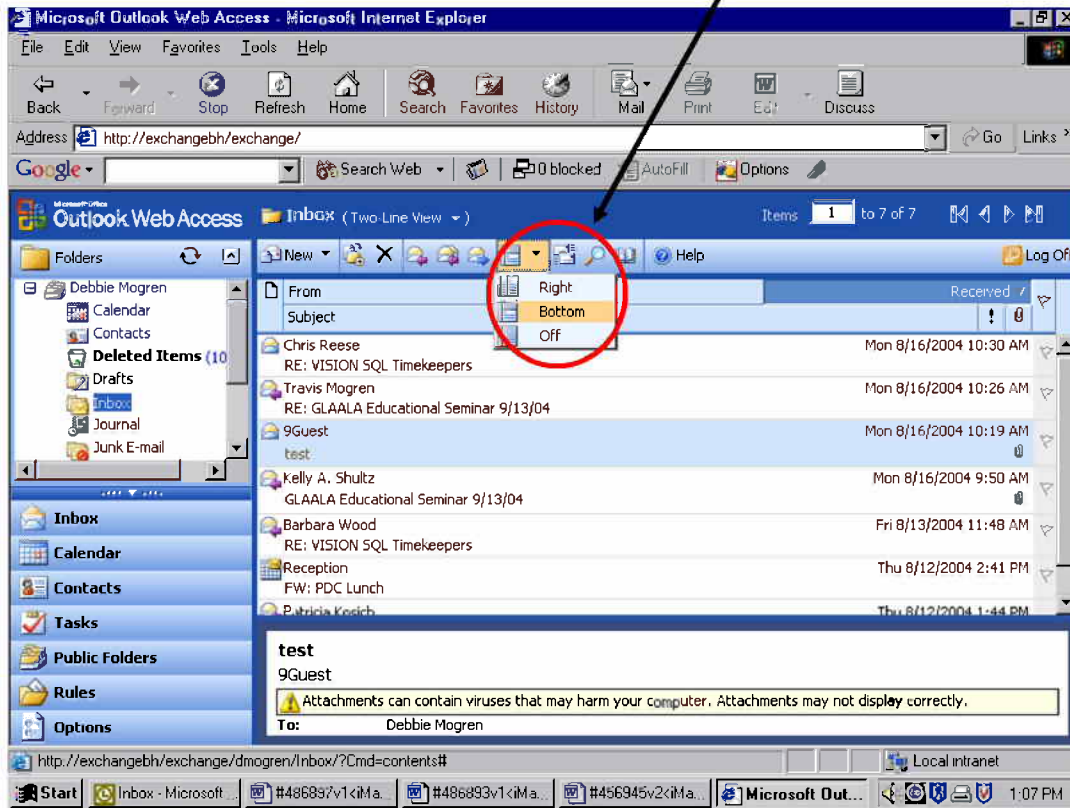 Microsoft Outlook Web Access - Microsoft Internet Explorer
File Edit View Favorites Tools Help
Back Forward Stop Refresh Home Search Favorites History Mail Print Edit Discuss
Address http://exchangebh/exchange/ Go Links »
Google Search Web 0 blocked AutoFill Options
Microsoft Office
Outlook Web Access Inbox (Two-Line View) Items 1 to 7 of 7
Folders New Help Log Off
Debbie Mogren
Calendar
Contacts
Deleted Items (10
Drafts
Inbox
Journal
Junk E-mail
Inbox
Calendar
Contacts
Tasks
Public Folders
Rules
Options
Right
Bottom
Off
From Received
Subject !
Chris Reese Mon 8/16/2004 10:30 AM
RE: VISION SQL Timekeepers
Travis Mogren Mon 8/16/2004 10:26 AM
RE: GLAALA Educational Seminar 9/13/04
9Guest Mon 8/16/2004 10:19 AM
test
Kelly A. Shultz Mon 8/16/2004 9:50 AM
GLAALA Educational Seminar 9/13/04
Barbara Wood Fri 8/13/2004 11:48 AM
RE: VISION SQL Timekeepers
Reception Thu 8/12/2004 2:41 PM
FW: PDC Lunch
Patricia Kosich Thu 8/12/2004 1:44 PM
test
9Guest
Attachments can contain viruses that may harm your computer. Attachments may not display correctly.
To: Debbie Mogren
http://exchangebh/exchange/dmogren/Inbox/?Cmd=contents# Local intranet
Start Inbox - Microsoft ... #486897v1<iMa... #486893v1<iMa... #456945v2<iMa... Microsoft Out... 1:07 PM